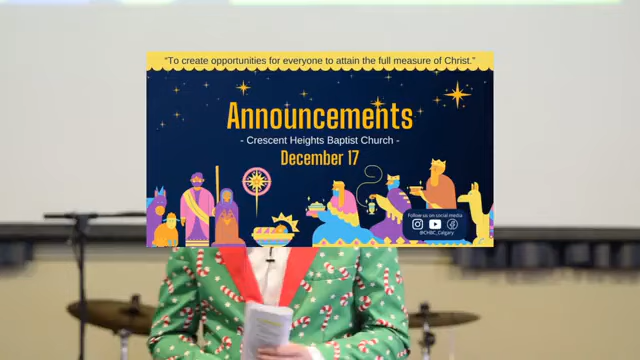 “To create opportunities for everyone to attain the full measure of Christ.”
Announcements
- Crescent Heights Baptist Church -
December 17
Follow us on social media
@CHBC_Calgary